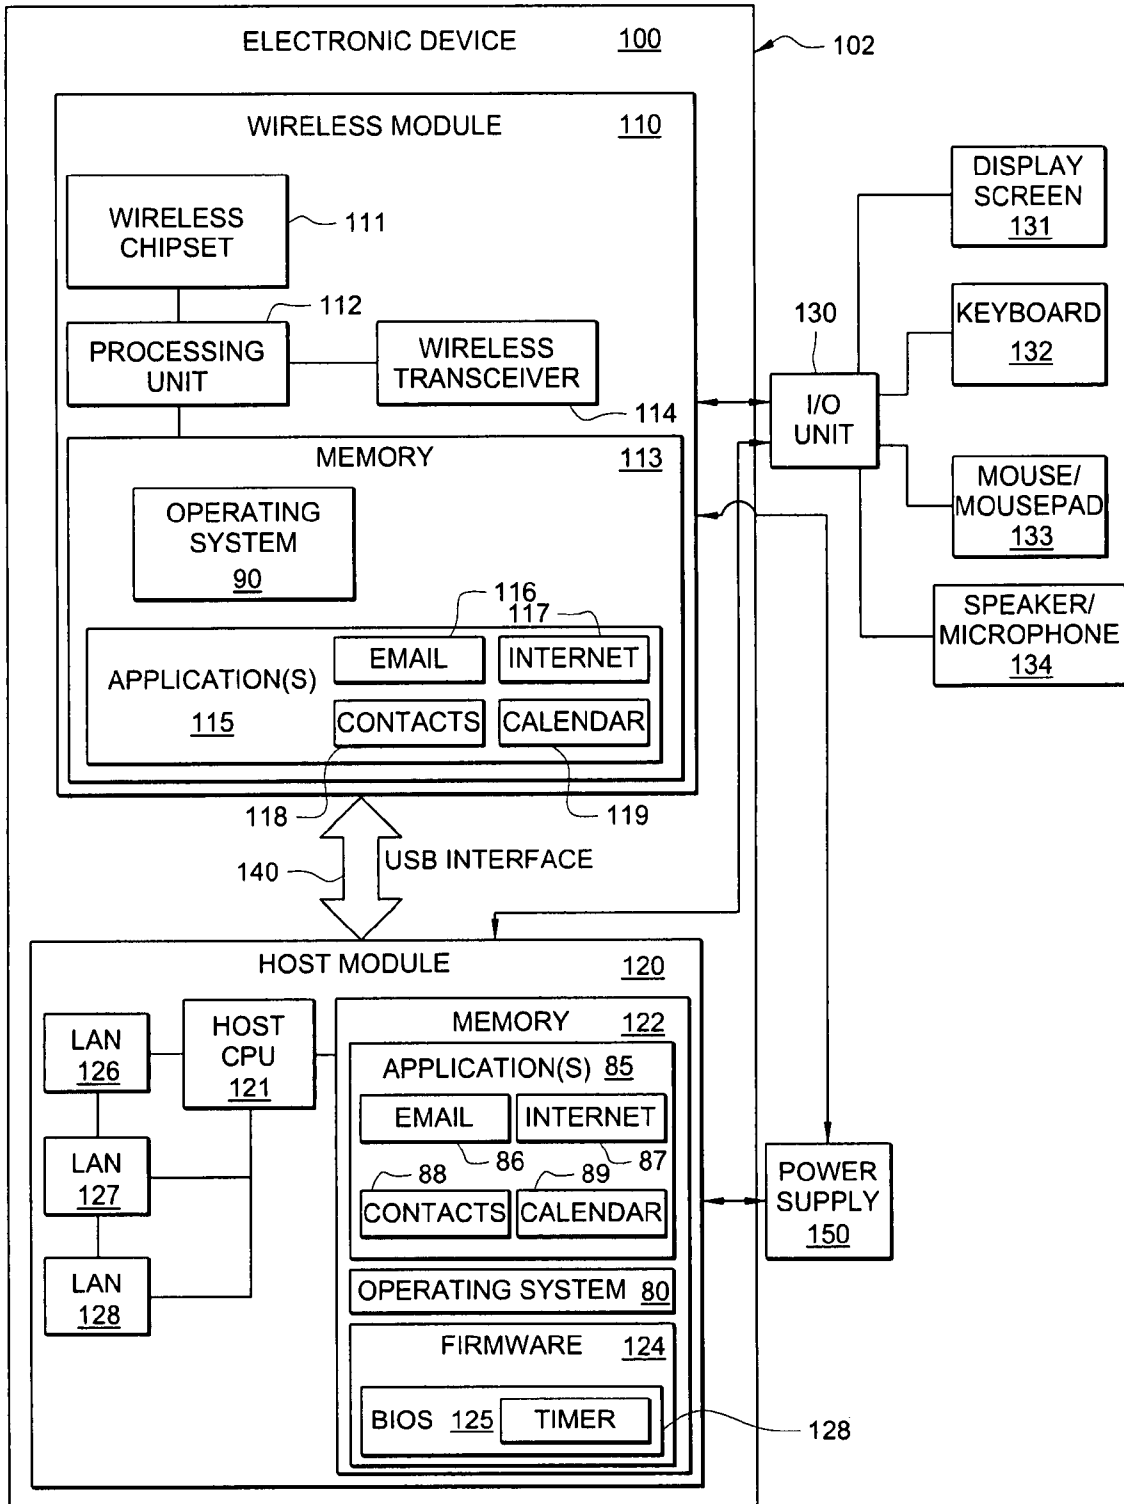 ELECTRONIC DEVICE 100
102
WIRELESS MODULE 110
WIRELESS
CHIPSET
111
112
PROCESSING
UNIT
WIRELESS
TRANSCEIVER
114
MEMORY 113
OPERATING
SYSTEM
90
116
117
APPLICATION(S)
115
EMAIL
INTERNET
CONTACTS
CALENDAR
118
119
DISPLAY
SCREEN
131
KEYBOARD
132
130
I/O
UNIT
MOUSE/
MOUSEPAD
133
SPEAKER/
MICROPHONE
134
140
USB INTERFACE
HOST MODULE 120
LAN
126
HOST
CPU
121
LAN
127
LAN
128
MEMORY 122
APPLICATION(S) 85
EMAIL
INTERNET
86
87
88
89
CONTACTS
CALENDAR
OPERATING SYSTEM 80
FIRMWARE 124
BIOS 125
TIMER
128
POWER
SUPPLY
150